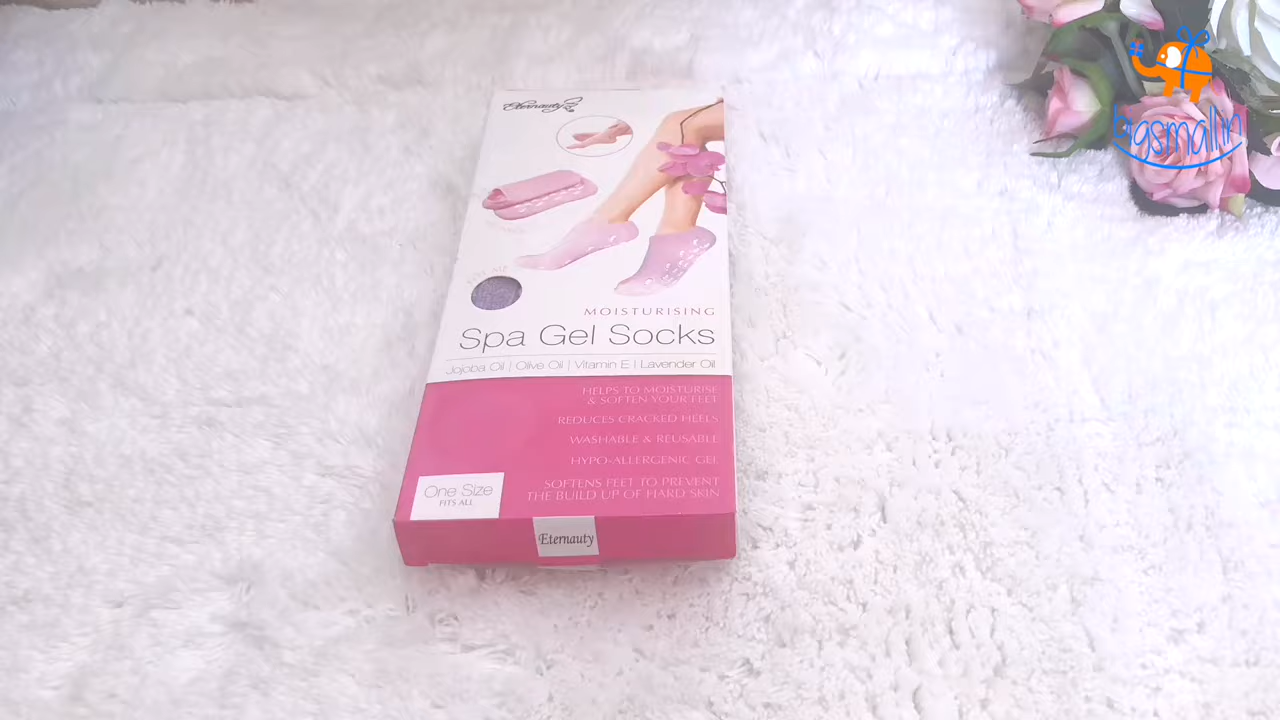 bigsmall.in
Eternauty
MOISTURISING
Spa Gel Socks
Jojoba Oil | Olive Oil | Vitamin E | Lavender Oil
HELPS TO MOISTURISE
& SOFTEN YOUR FEET
REDUCES CRACKED HEELS
WASHABLE & REUSABLE
HYPO-ALLERGENIC GEL
SOFTENS FEET TO PREVENT
THE BUILD UP OF HARD SKIN
One Size
FITS ALL
Eternauty